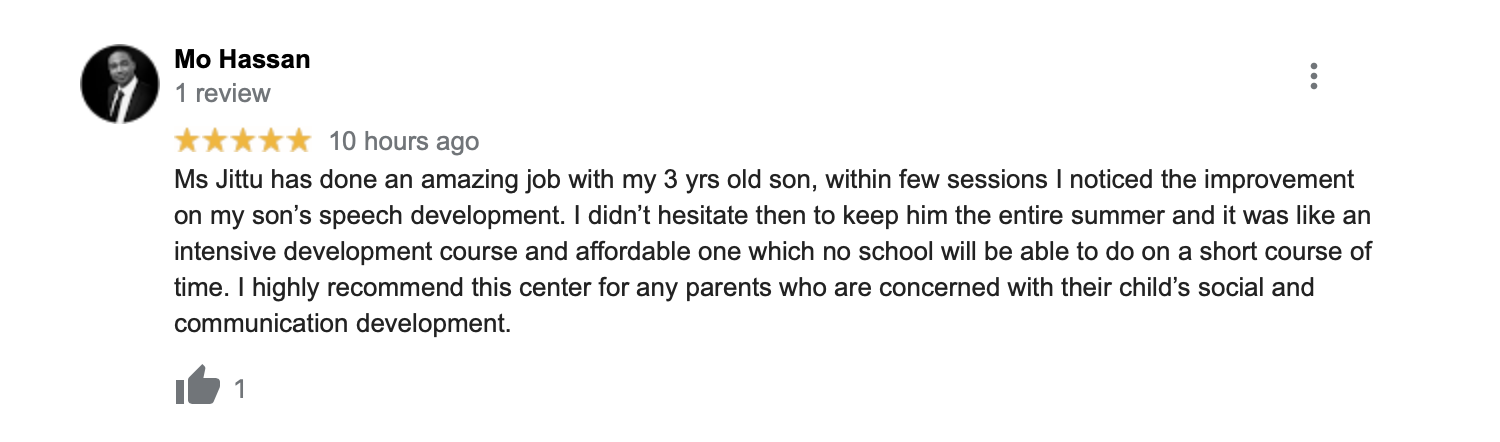 Mo Hassan
1 review
10 hours ago
Ms Jittu has done an amazing job with my 3 yrs old son, within few sessions I noticed the improvement
on my son’s speech development. I didn’t hesitate then to keep him the entire summer and it was like an
intensive development course and affordable one which no school will be able to do on a short course of
time. I highly recommend this center for any parents who are concerned with their child’s social and
communication development.
1